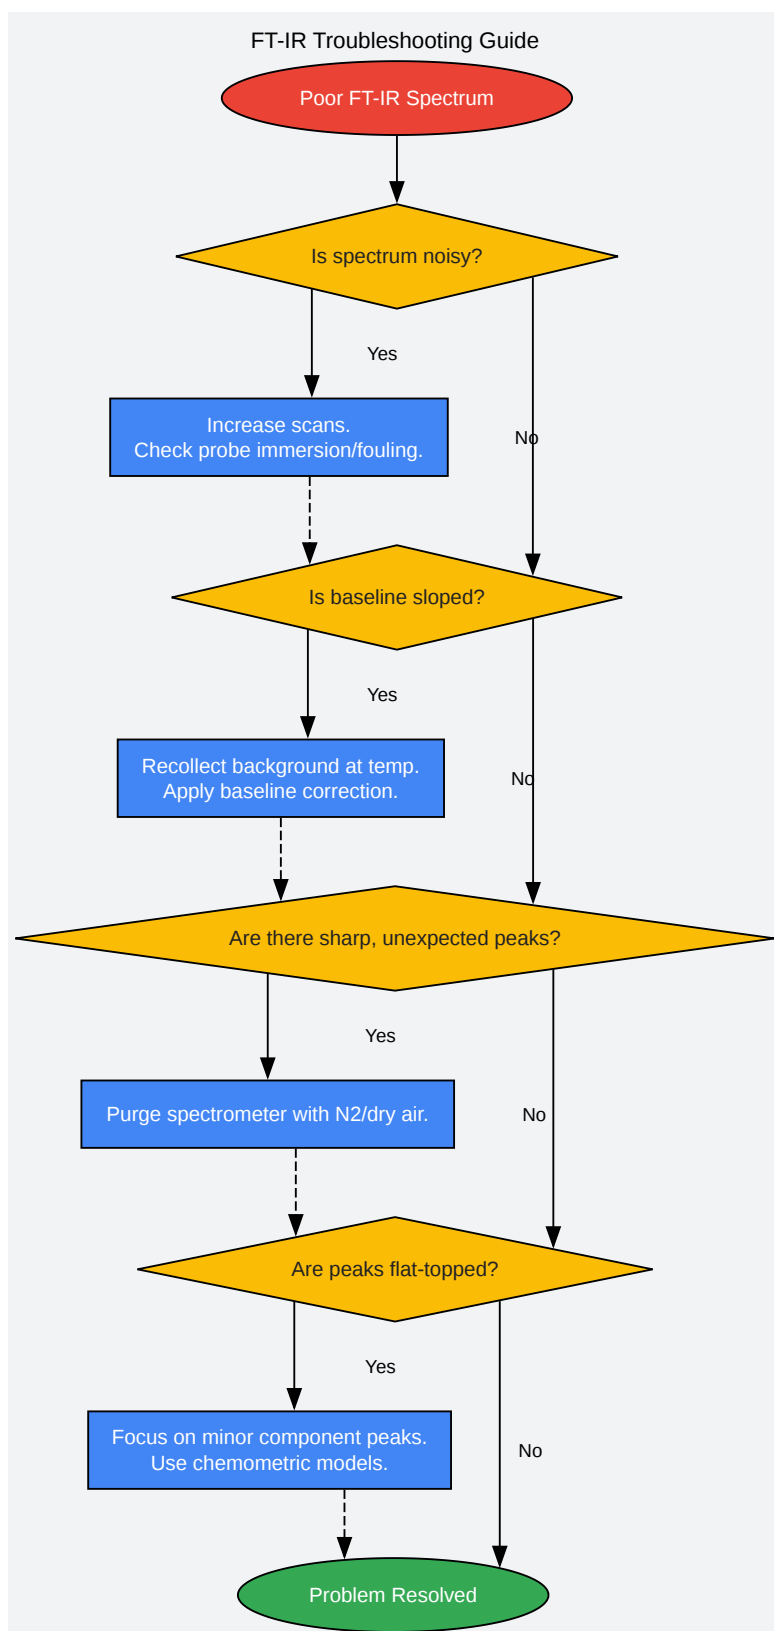 FT-IR Troubleshooting Guide
Poor FT-IR Spectrum
Is spectrum noisy?
Yes
Increase scans.
Check probe immersion/fouling.
No
Is baseline sloped?
Yes
Recollect background at temp.
Apply baseline correction.
No
Are there sharp, unexpected peaks?
Yes
Purge spectrometer with N2/dry air.
No
Are peaks flat-topped?
Yes
Focus on minor component peaks.
Use chemometric models.
No
Problem Resolved